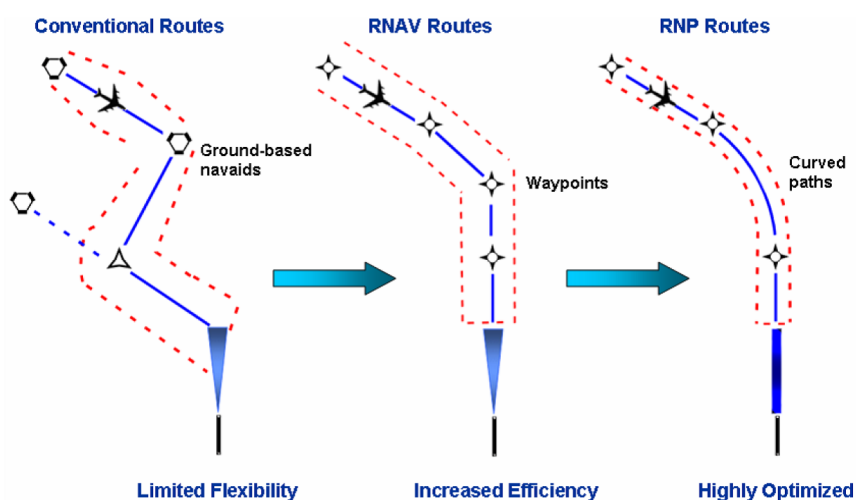 Conventional Routes
RNAV Routes
RNP Routes
Ground-based
navaids
Waypoints
Curved
paths
Limited Flexibility
Increased Efficiency
Highly Optimized